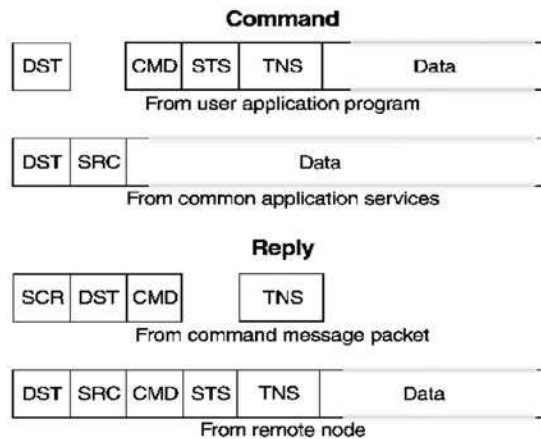 Command
DST CMD STS TNS Data
From user application program
DST SRC Data
From common application services
Reply
SCR DST CMD TNS
From command message packet
DST SRC CMD STS TNS Data
From remote node